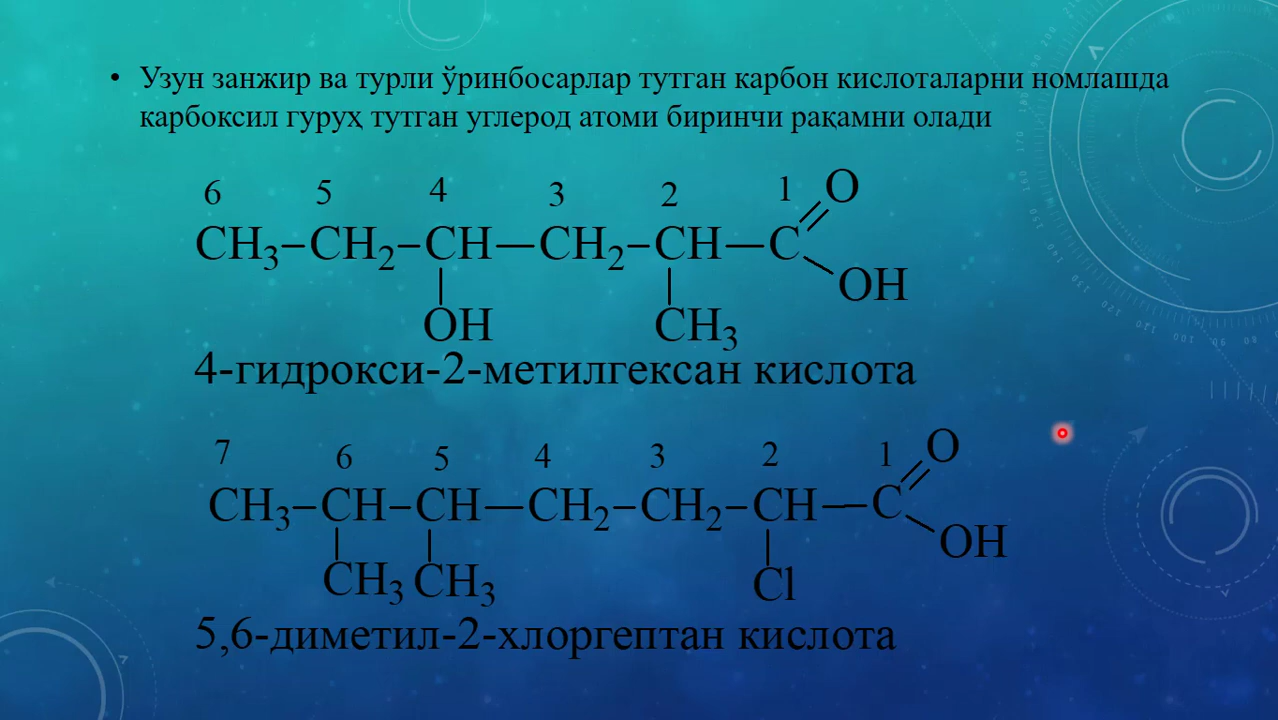 • Узун занжир ва турли ўринбосарлар тутган карбон кислоталарни номлашда
карбоксил гуруҳ тутган углерод атоми биринчи рақамни олади
6 5 4 3 2 1 O
CH3–CH2–CH—CH2–CH—C
OH
OH CH3
4-гидрокси-2-метилгексан кислота
7 6 5 4 3 2 1 O
CH3–CH–CH—CH2–CH2–CH—C
OH
CH3 CH3 Cl
5,6-диметил-2-хлоргептан кислота